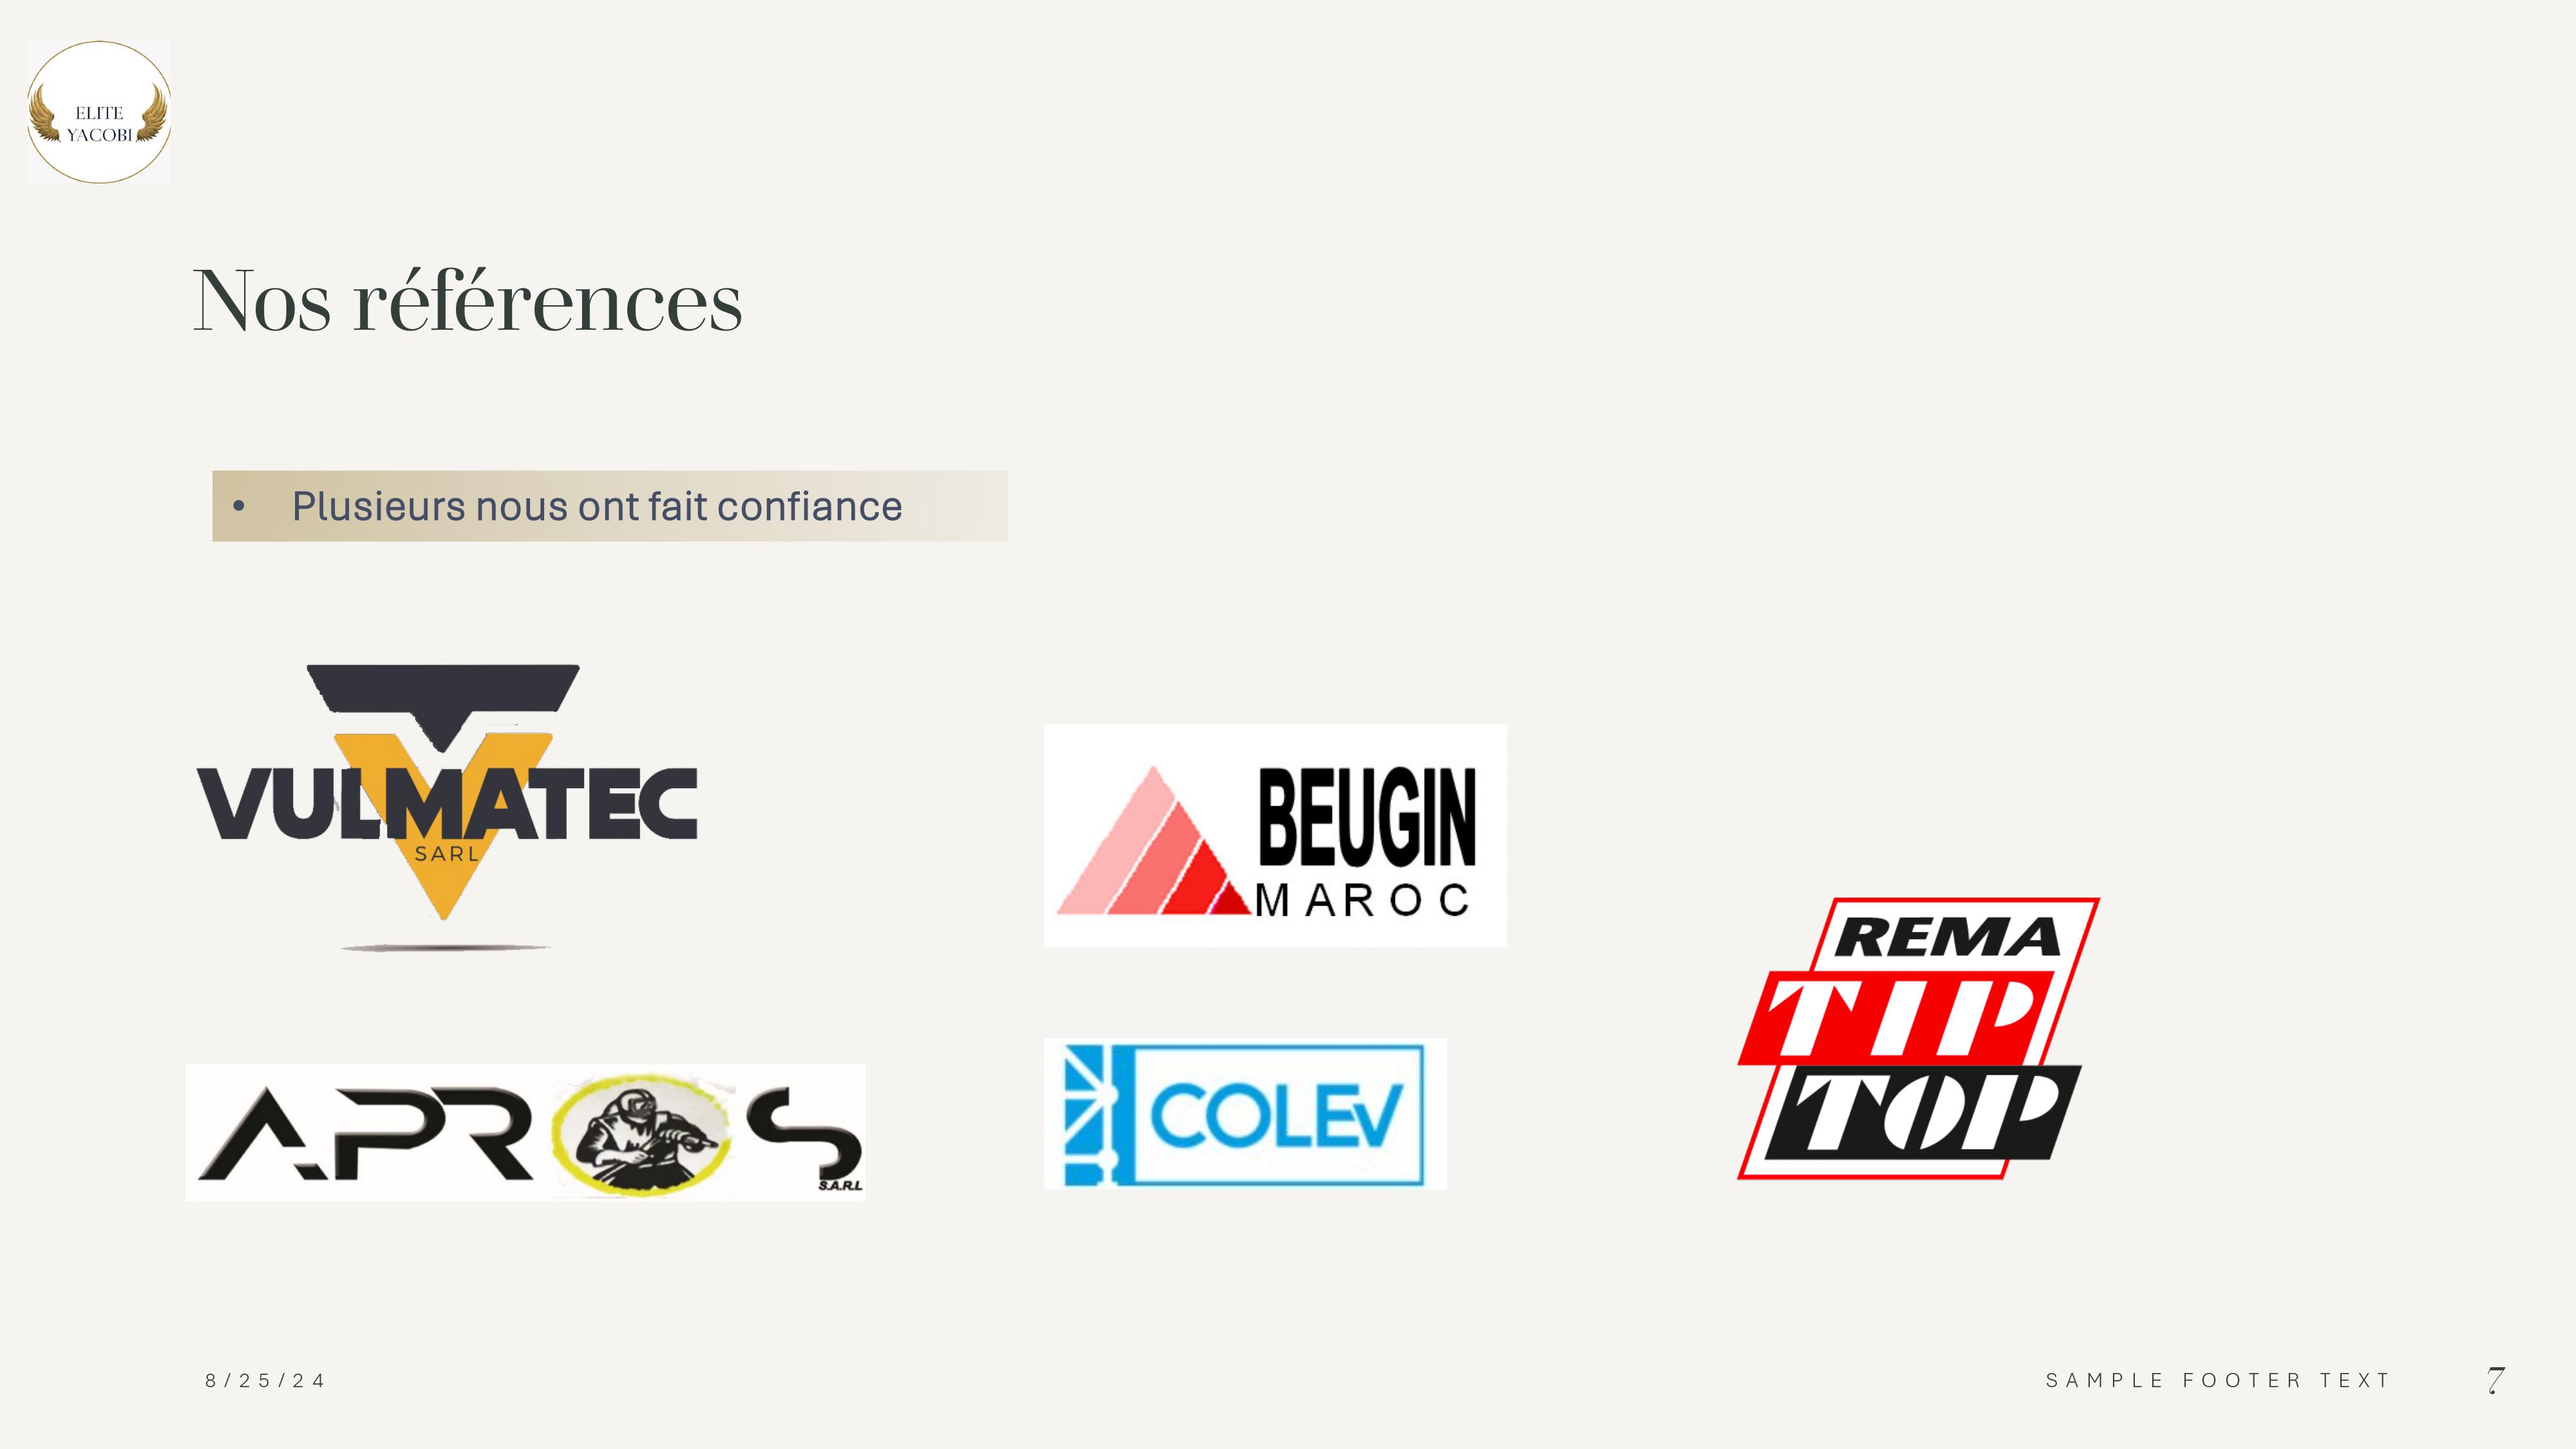 ELITE
YACOBI
Nos références
• Plusieurs nous ont fait confiance
VULMATEC
SARL
BEUGIN
MAROC
REMA
TIP
TOP
APROS
S.A.R.L
COLEV
8/25/24
SAMPLE FOOTER TEXT
7